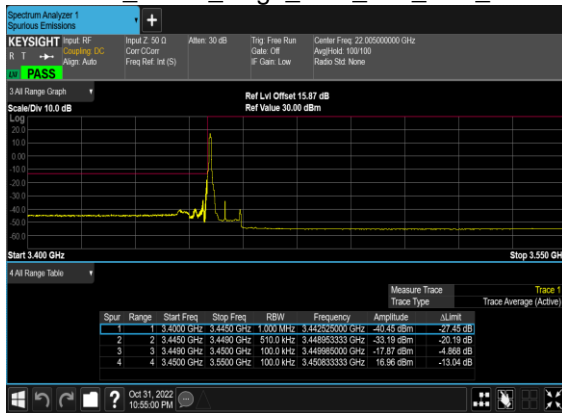 Spectrum Analyzer 1
Spurious Emissions
KEYSIGHT Input: RF Input Z: 50 Ω Atten: 30 dB Trig: Free Run Center Freq: 22.005000000 GHz
R T Coupling: DC Corr CCorr Gate: Off Avg|Hold: 100/100
Align: Auto Freq Ref: Int (S) IF Gain: Low Radio Std: None
PASS
3 All Range Graph Ref Lvl Offset 15.87 dB
Scale/Div 10.0 dB Ref Value 30.00 dBm
Log
20.0
10.0
0.00
-10.0
-20.0
-30.0
-40.0
-50.0
-60.0
Start 3.400 GHz Stop 3.550 GH
4 All Range Table
Measure Trace Trace 1
Trace Type Trace Average (Active)
Spur Range Start Freq Stop Freq RBW Frequency Amplitude ΔLimit
1 1 3.4000 GHz 3.4450 GHz 1.000 MHz 3.442525000 GHz -40.45 dBm -27.45 dB
2 2 3.4450 GHz 3.4490 GHz 510.0 kHz 3.448953333 GHz -33.19 dBm -20.19 dB
3 3 3.4490 GHz 3.4500 GHz 100.0 kHz 3.449985000 GHz -17.87 dBm -4.868 dB
4 4 3.4500 GHz 3.5500 GHz 100.0 kHz 3.450833333 GHz 16.96 dBm -13.04 dB
Oct 31, 2022
10:55:00 PM